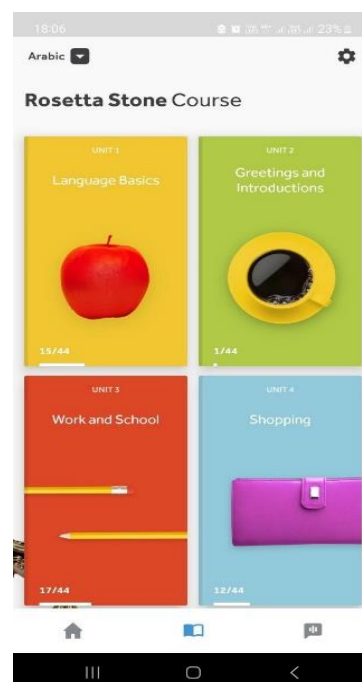 18:06
23%
Arabic
Rosetta Stone Course
UNIT 1
Language Basics
15/44
UNIT 2
Greetings and
Introductions
1/44
UNIT 3
Work and School
17/44
UNIT 4
Shopping
12/44